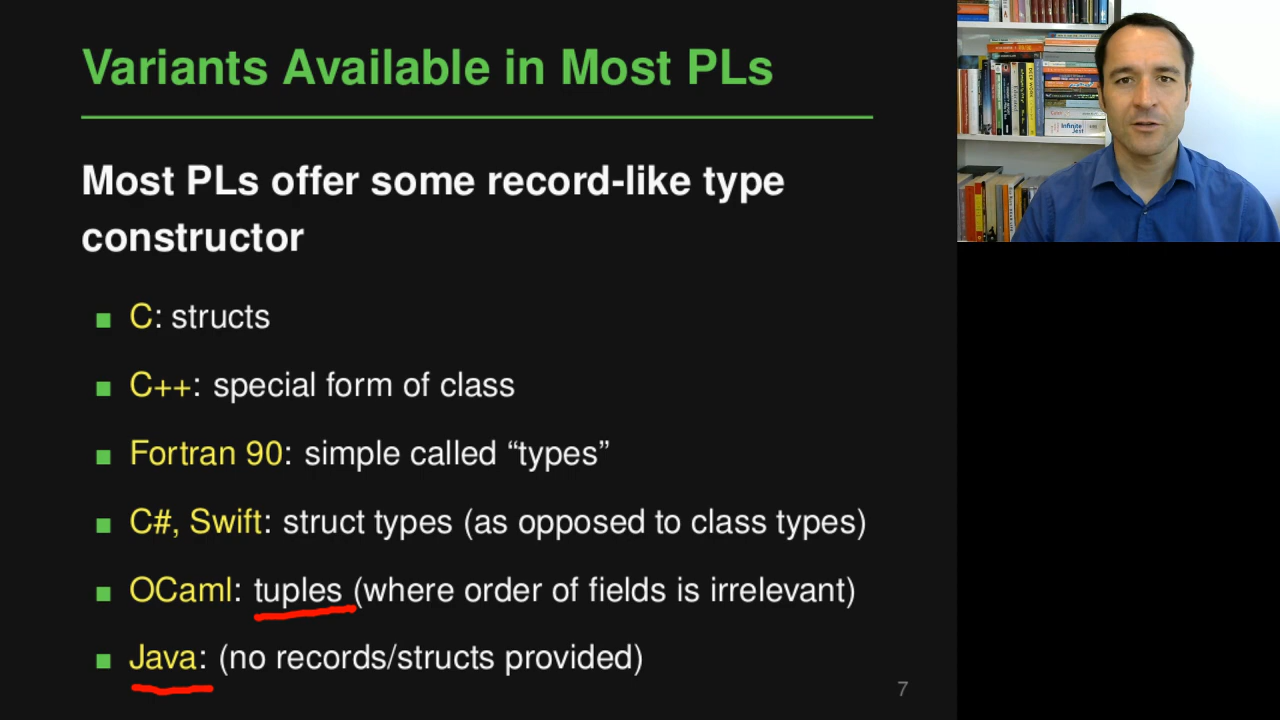 Variants Available in Most PLs
Most PLs offer some record-like type
constructor
■ C: structs
■ C++: special form of class
■ Fortran 90: simple called “types”
■ C#, Swift: struct types (as opposed to class types)
■ OCaml: tuples (where order of fields is irrelevant)
■ Java: (no records/structs provided)
7
Infinite
Jest